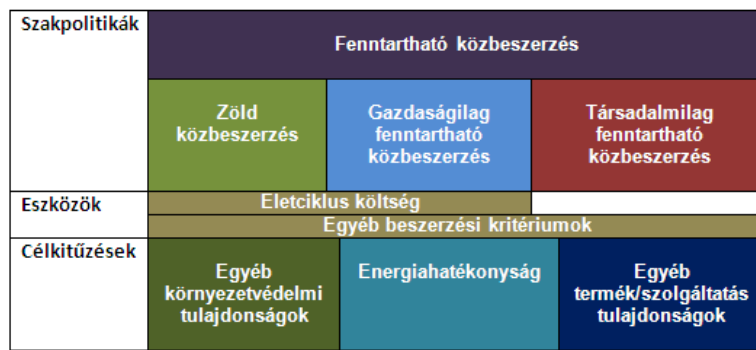 Szakpolitikák
Fenntartható közbeszerzés
Zöld
közbeszerzés
Gazdaságilag
fenntartható
közbeszerzés
Társadalmilag
fenntartható
közbeszerzés
Eszközök
Eletciklus költség
Egyéb beszerzési kritériumok
Célkitűzések
Egyéb
környezetvédelmi
tulajdonságok
Energiahatékonyság
Egyéb
termék/szolgáltatás
tulajdonságok